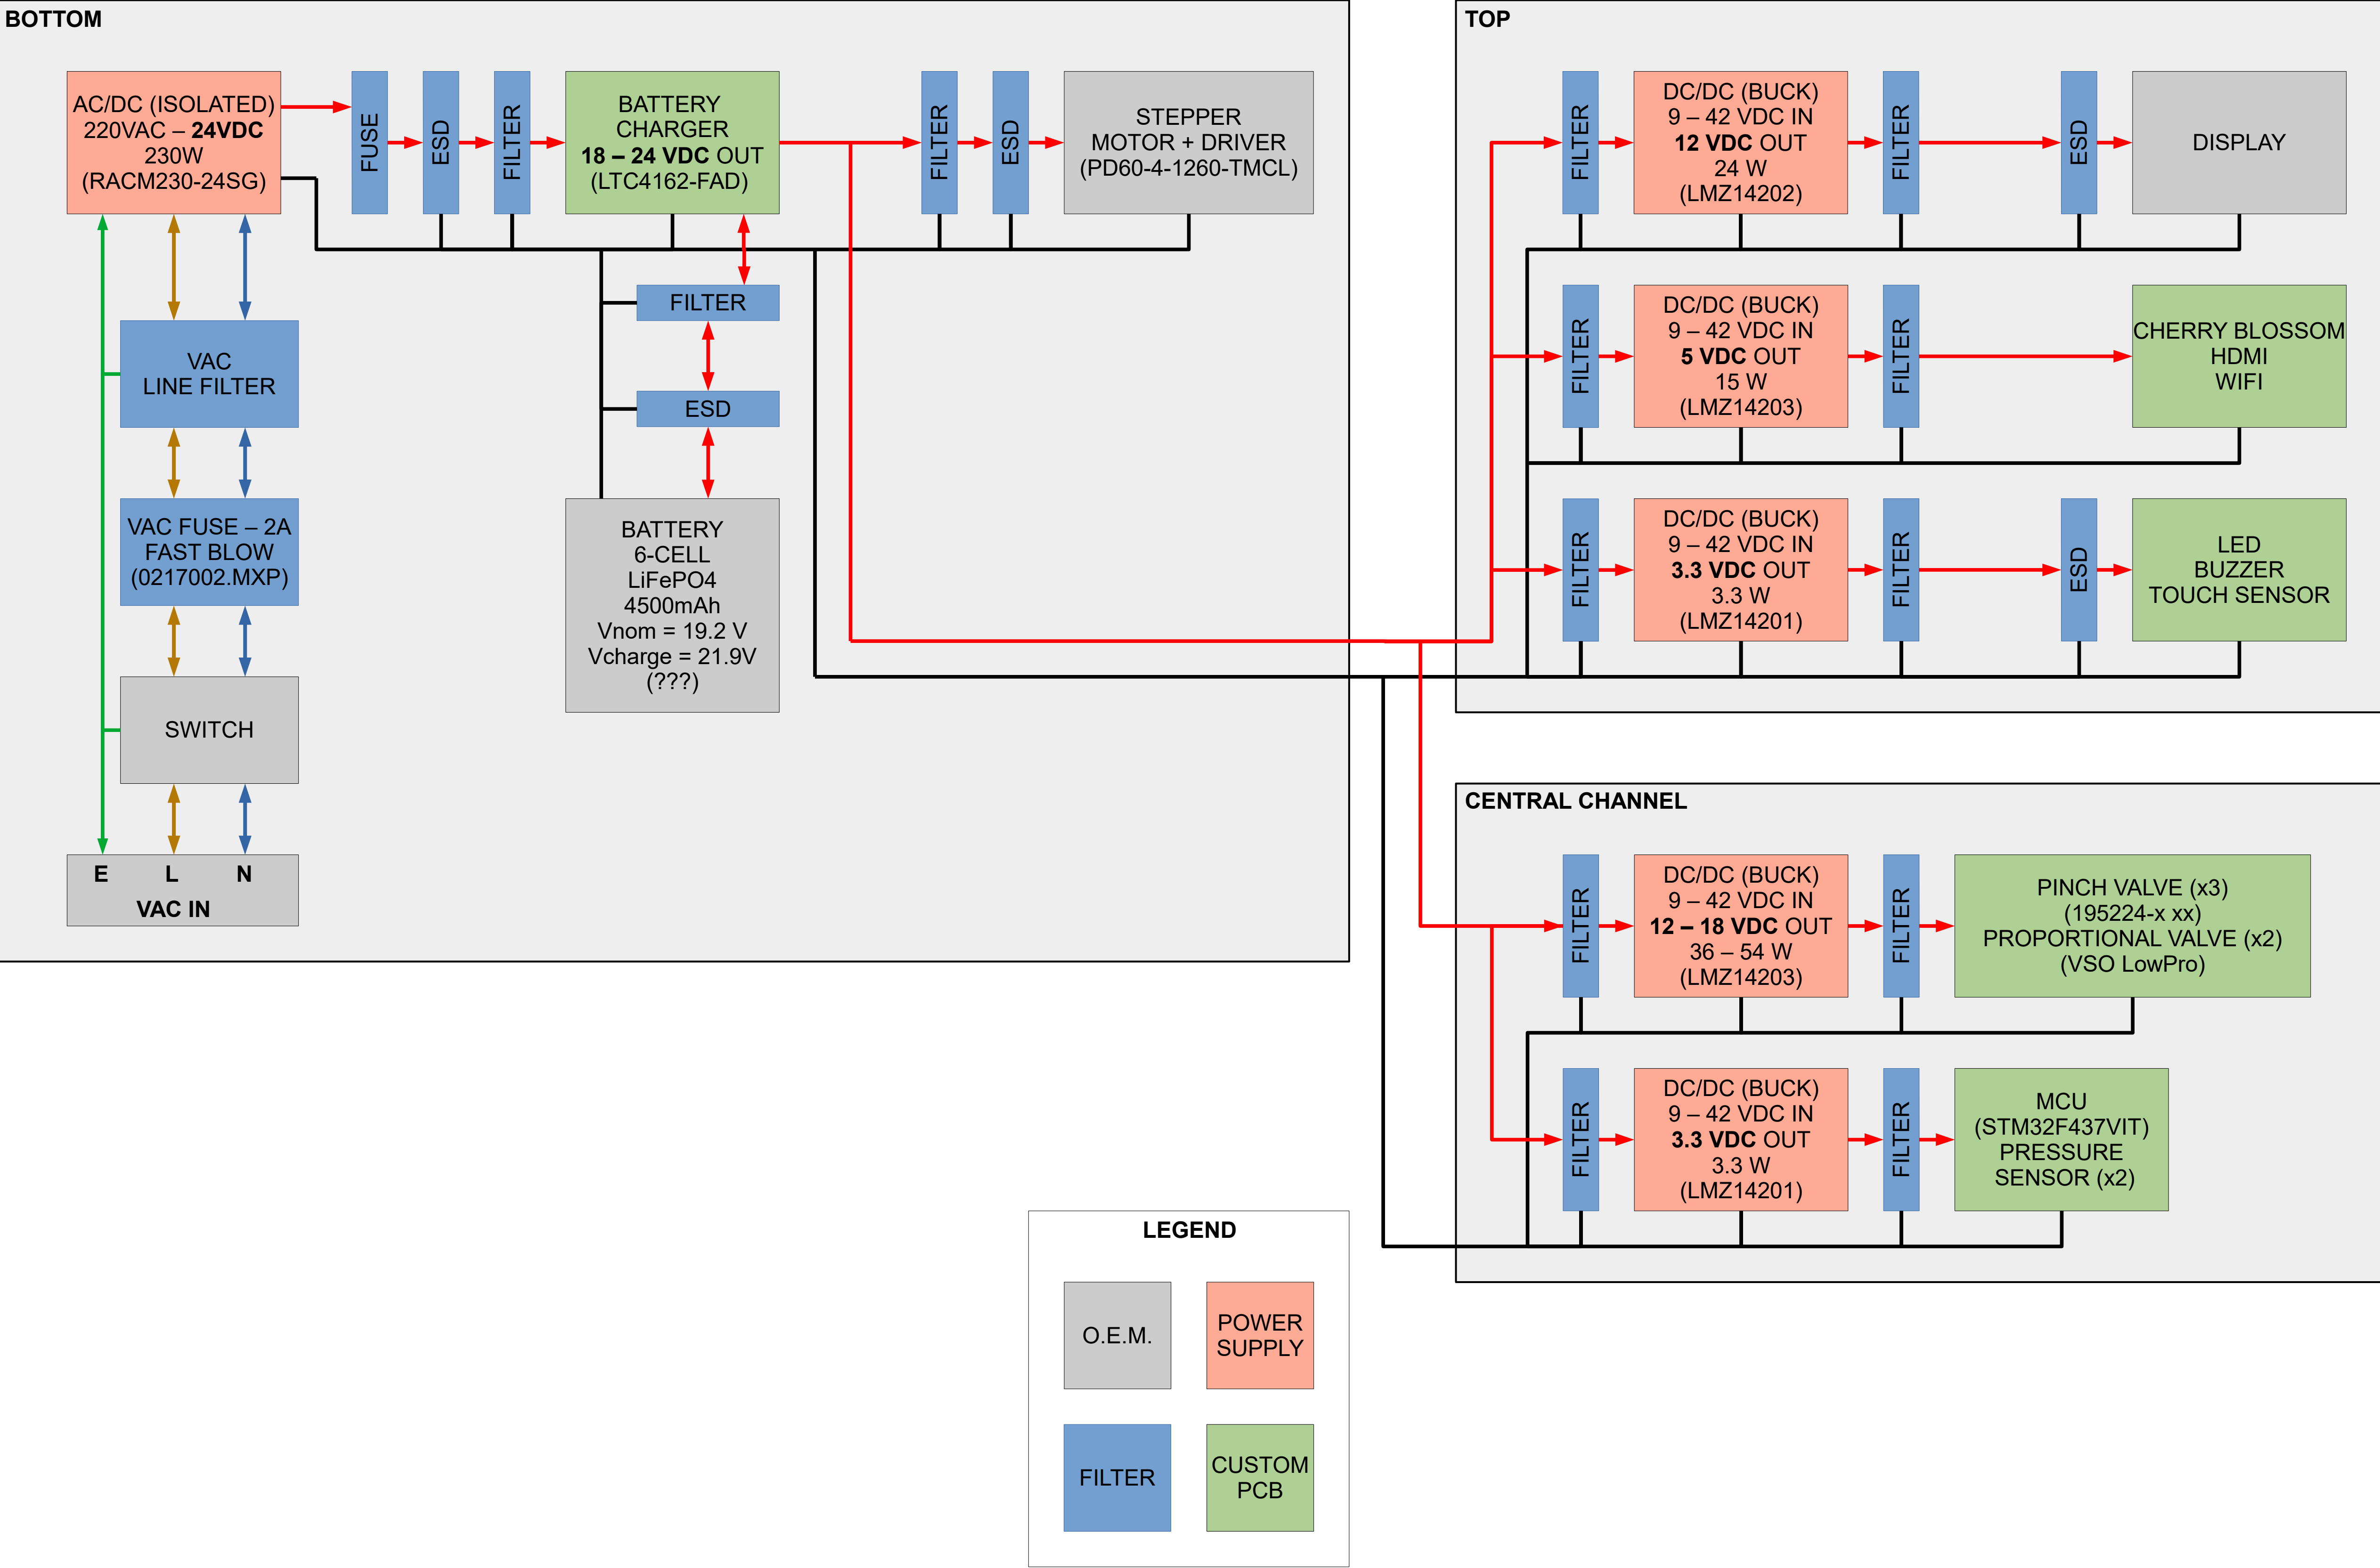 BOTTOM
AC/DC (ISOLATED)
220VAC – 24VDC
230W
(RACM230-24SG)
FUSE
ESD
FILTER
BATTERY
CHARGER
18 – 24 VDC OUT
(LTC4162-FAD)
FILTER
ESD
STEPPER
MOTOR + DRIVER
(PD60-4-1260-TMCL)
FILTER
ESD
BATTERY
6-CELL
LiFePO4
4500mAh
Vnom = 19.2 V
Vcharge = 21.9V
(???)
VAC
LINE FILTER
VAC FUSE – 2A
FAST BLOW
(0217002.MXP)
SWITCH
E L N
VAC IN
TOP
FILTER
DC/DC (BUCK)
9 – 42 VDC IN
12 VDC OUT
24 W
(LMZ14202)
FILTER
ESD
DISPLAY
FILTER
DC/DC (BUCK)
9 – 42 VDC IN
5 VDC OUT
15 W
(LMZ14203)
FILTER
CHERRY BLOSSOM
HDMI
WIFI
FILTER
DC/DC (BUCK)
9 – 42 VDC IN
3.3 VDC OUT
3.3 W
(LMZ14201)
FILTER
ESD
LED
BUZZER
TOUCH SENSOR
CENTRAL CHANNEL
FILTER
DC/DC (BUCK)
9 – 42 VDC IN
12 – 18 VDC OUT
36 – 54 W
(LMZ14203)
FILTER
PINCH VALVE (x3)
(195224-x xx)
PROPORTIONAL VALVE (x2)
(VSO LowPro)
FILTER
DC/DC (BUCK)
9 – 42 VDC IN
3.3 VDC OUT
3.3 W
(LMZ14201)
FILTER
MCU
(STM32F437VIT)
PRESSURE
SENSOR (x2)
LEGEND
O.E.M.
POWER
SUPPLY
FILTER
CUSTOM
PCB